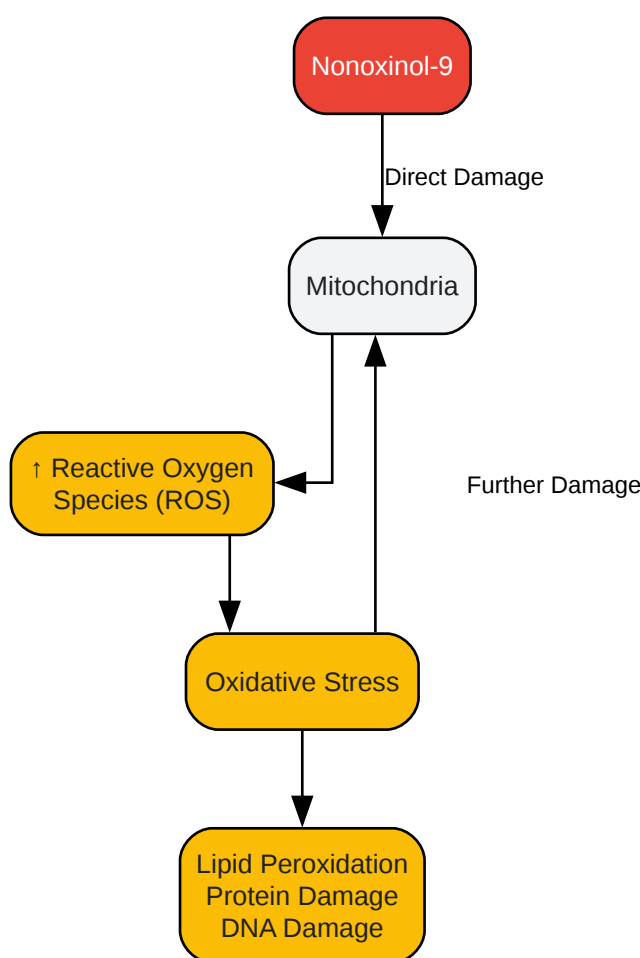 Nonoxinol-9
Direct Damage
Mitochondria
↑ Reactive Oxygen
Species (ROS)
Further Damage
Oxidative Stress
Lipid Peroxidation
Protein Damage
DNA Damage